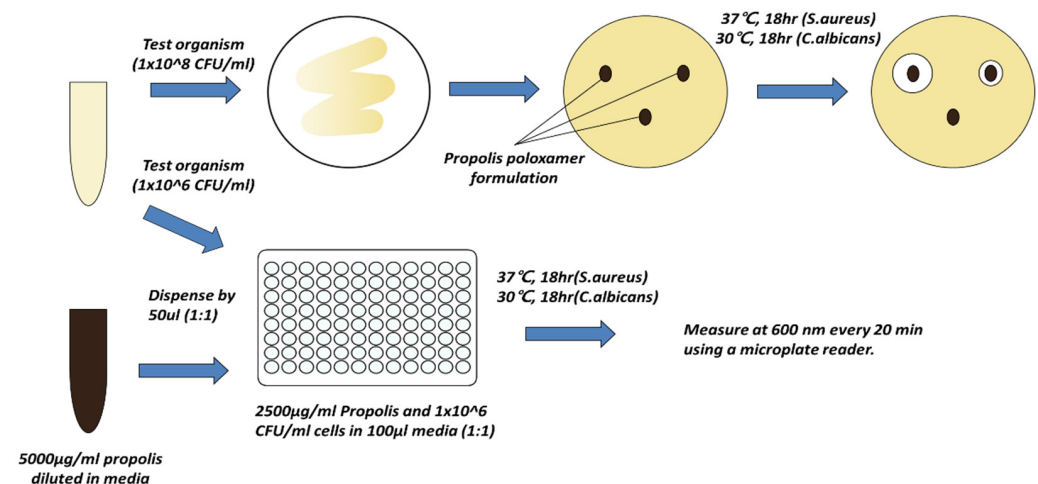 Test organism
(1x10^8 CFU/ml)
37℃, 18hr (S.aureus)
30℃, 18hr (C.albicans)
Propolis poloxamer
formulation
Test organism
(1x10^6 CFU/ml)
Dispense by
50ul (1:1)
37℃, 18hr(S.aureus)
30℃, 18hr(C.albicans)
Measure at 600 nm every 20 min
using a microplate reader.
2500μg/ml Propolis and 1x10^6
CFU/ml cells in 100μl media (1:1)
5000μg/ml propolis
diluted in media